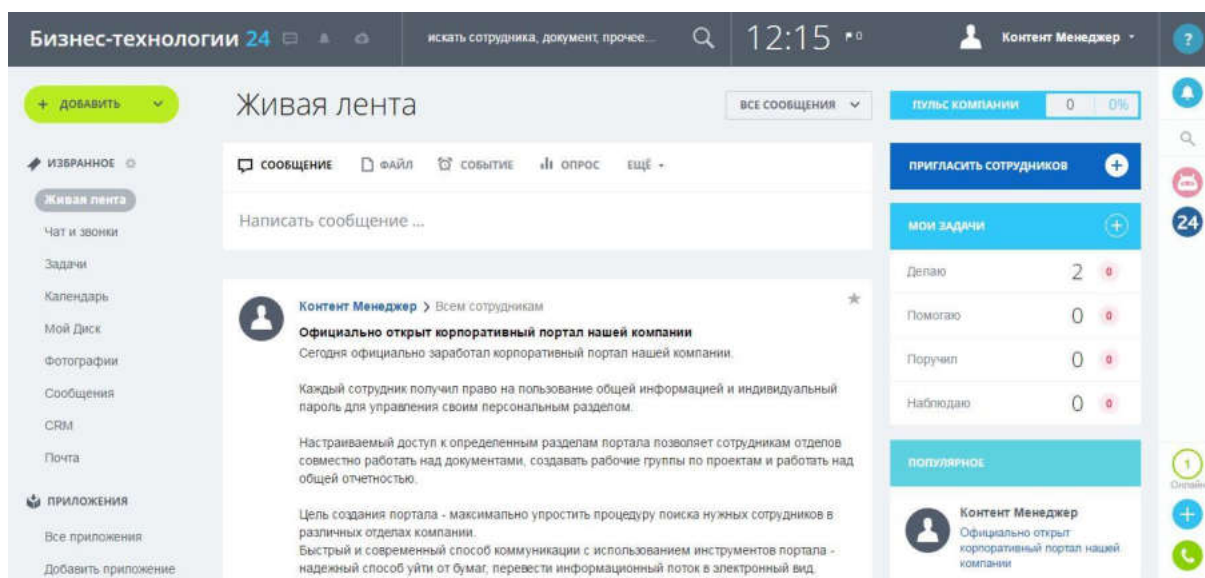 Бизнес-технологии 24
искать сотрудника, документ, прочее...
12:15
0
Контент Менеджер
?
+ ДОБАВИТЬ
ИЗБРАННОЕ
Живая лента
Чат и звонки
Задачи
Календарь
Мой Диск
Фотографии
Сообщения
CRM
Почта
ПРИЛОЖЕНИЯ
Все приложения
Добавить приложение
Живая лента
ВСЕ СООБЩЕНИЯ
СООБЩЕНИЕ ФАЙЛ СОБЫТИЕ ОПРОС ЕЩЁ
Написать сообщение ...
Контент Менеджер > Всем сотрудникам
Официально открыт корпоративный портал нашей компании
Сегодня официально заработал корпоративный портал нашей компании.
Каждый сотрудник получил право на пользование общей информацией и индивидуальный
пароль для управления своим персональным разделом.
Настраиваемый доступ к определенным разделам портала позволяет сотрудникам отделов
совместно работать над документами, создавать рабочие группы по проектам и работать над
общей отчетностью.
Цель создания портала - максимально упростить процедуру поиска нужных сотрудников в
различных отделах компании.
Быстрый и современный способ коммуникации с использованием инструментов портала -
надежный способ уйти от бумаг, перевести информационный поток в электронный вид.
ПУЛЬС КОМПАНИИ 0 0%
ПРИГЛАСИТЬ СОТРУДНИКОВ
МОИ ЗАДАЧИ
Делаю 2 0
Помогаю 0 0
Поручил 0 0
Наблюдаю 0 0
ПОПУЛЯРНОЕ
Контент Менеджер
Официально открыт
корпоративный портал нашей
компании
24
1
Онлайн